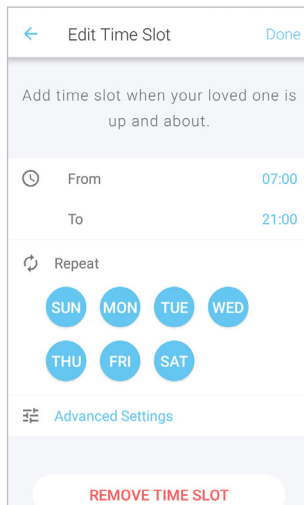 Edit Time Slot Done
Add time slot when your loved one is
up and about.
From 07:00
To 21:00
Repeat
SUN MON TUE WED
THU FRI SAT
Advanced Settings
REMOVE TIME SLOT